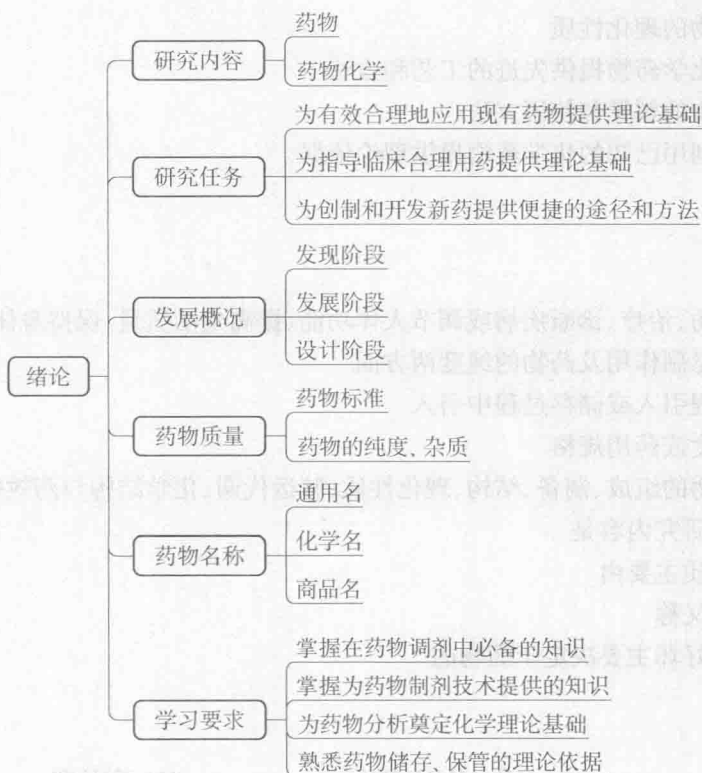 绪论
研究内容
药物
药物化学
研究任务
为有效合理地应用现有药物提供理论基础
为指导临床合理用药提供理论基础
为创制和开发新药提供便捷的途径和方法
发展概况
发现阶段
发展阶段
设计阶段
药物质量
药物标准
药物的纯度、杂质
药物名称
通用名
化学名
商品名
学习要求
掌握在药物调剂中必备的知识
掌握为药物制剂技术提供的知识
为药物分析奠定化学理论基础
熟悉药物储存、保管的理论依据